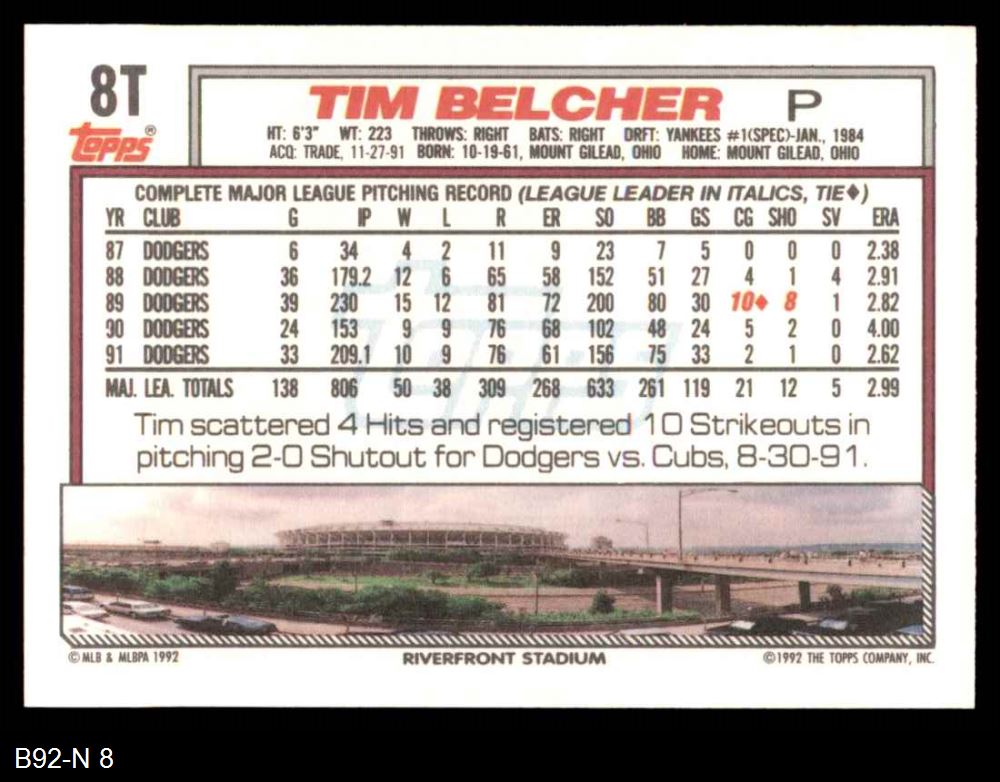 8T
TOPPS®
TIM BELCHER P
HT: 6'3" WT: 223 THROWS: RIGHT BATS: RIGHT DRFT: YANKEES #1(SPEC)-JAN., 1984
ACQ: TRADE, 11-27-91 BORN: 10-19-61, MOUNT GILEAD, OHIO HOME: MOUNT GILEAD, OHIO
COMPLETE MAJOR LEAGUE PITCHING RECORD (LEAGUE LEADER IN ITALICS, TIE♦)
YR CLUB G IP W L R ER SO BB GS CG SHO SV ERA
87 DODGERS 6 34 4 2 11 9 23 7 5 0 0 0 2.38
88 DODGERS 36 179.2 12 6 65 58 152 51 27 4 1 4 2.91
89 DODGERS 39 230 15 12 81 72 200 80 30 10♦ 8 1 2.82
90 DODGERS 24 153 9 9 76 68 102 48 24 5 2 0 4.00
91 DODGERS 33 209.1 10 9 76 61 156 75 33 2 1 0 2.62
MAJ. LEA. TOTALS 138 806 50 38 309 268 633 261 119 21 12 5 2.99
Tim scattered 4 Hits and registered 10 Strikeouts in
pitching 2-0 Shutout for Dodgers vs. Cubs, 8-30-91.
© MLB & MLBPA 1992 RIVERFRONT STADIUM ©1992 THE TOPPS COMPANY, INC.
B92-N 8